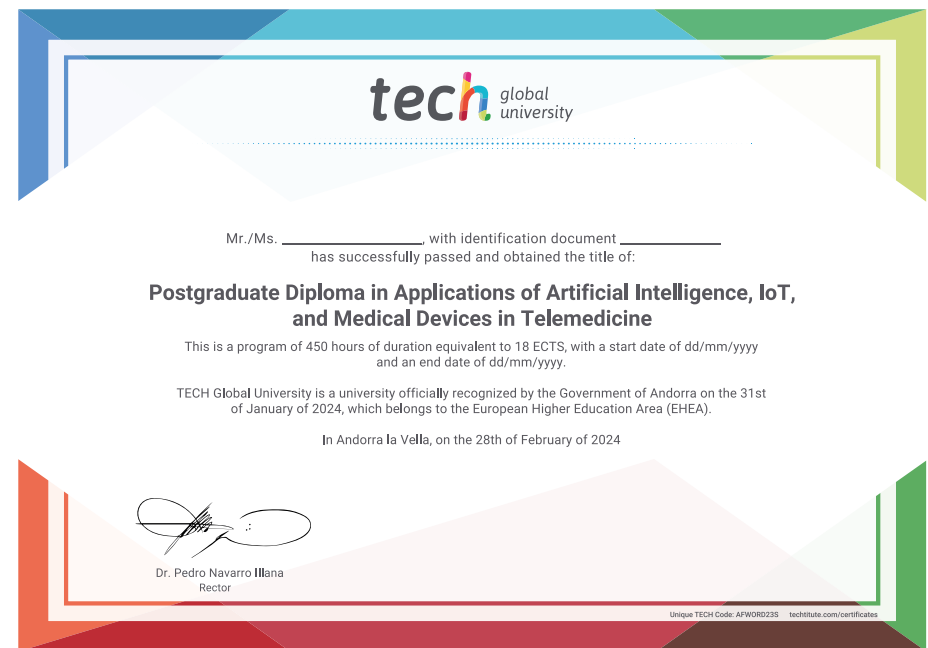 tech global university
Mr./Ms. ____________, with identification document ____________
has successfully passed and obtained the title of:
Postgraduate Diploma in Applications of Artificial Intelligence, IoT,
and Medical Devices in Telemedicine
This is a program of 450 hours of duration equivalent to 18 ECTS, with a start date of dd/mm/yyyy
and an end date of dd/mm/yyyy.
TECH Global University is a university officially recognized by the Government of Andorra on the 31st
of January of 2024, which belongs to the European Higher Education Area (EHEA).
In Andorra la Vella, on the 28th of February of 2024
Dr. Pedro Navarro Illana
Rector
Unique TECH Code: AFWORD23S techtitute.com/certificates